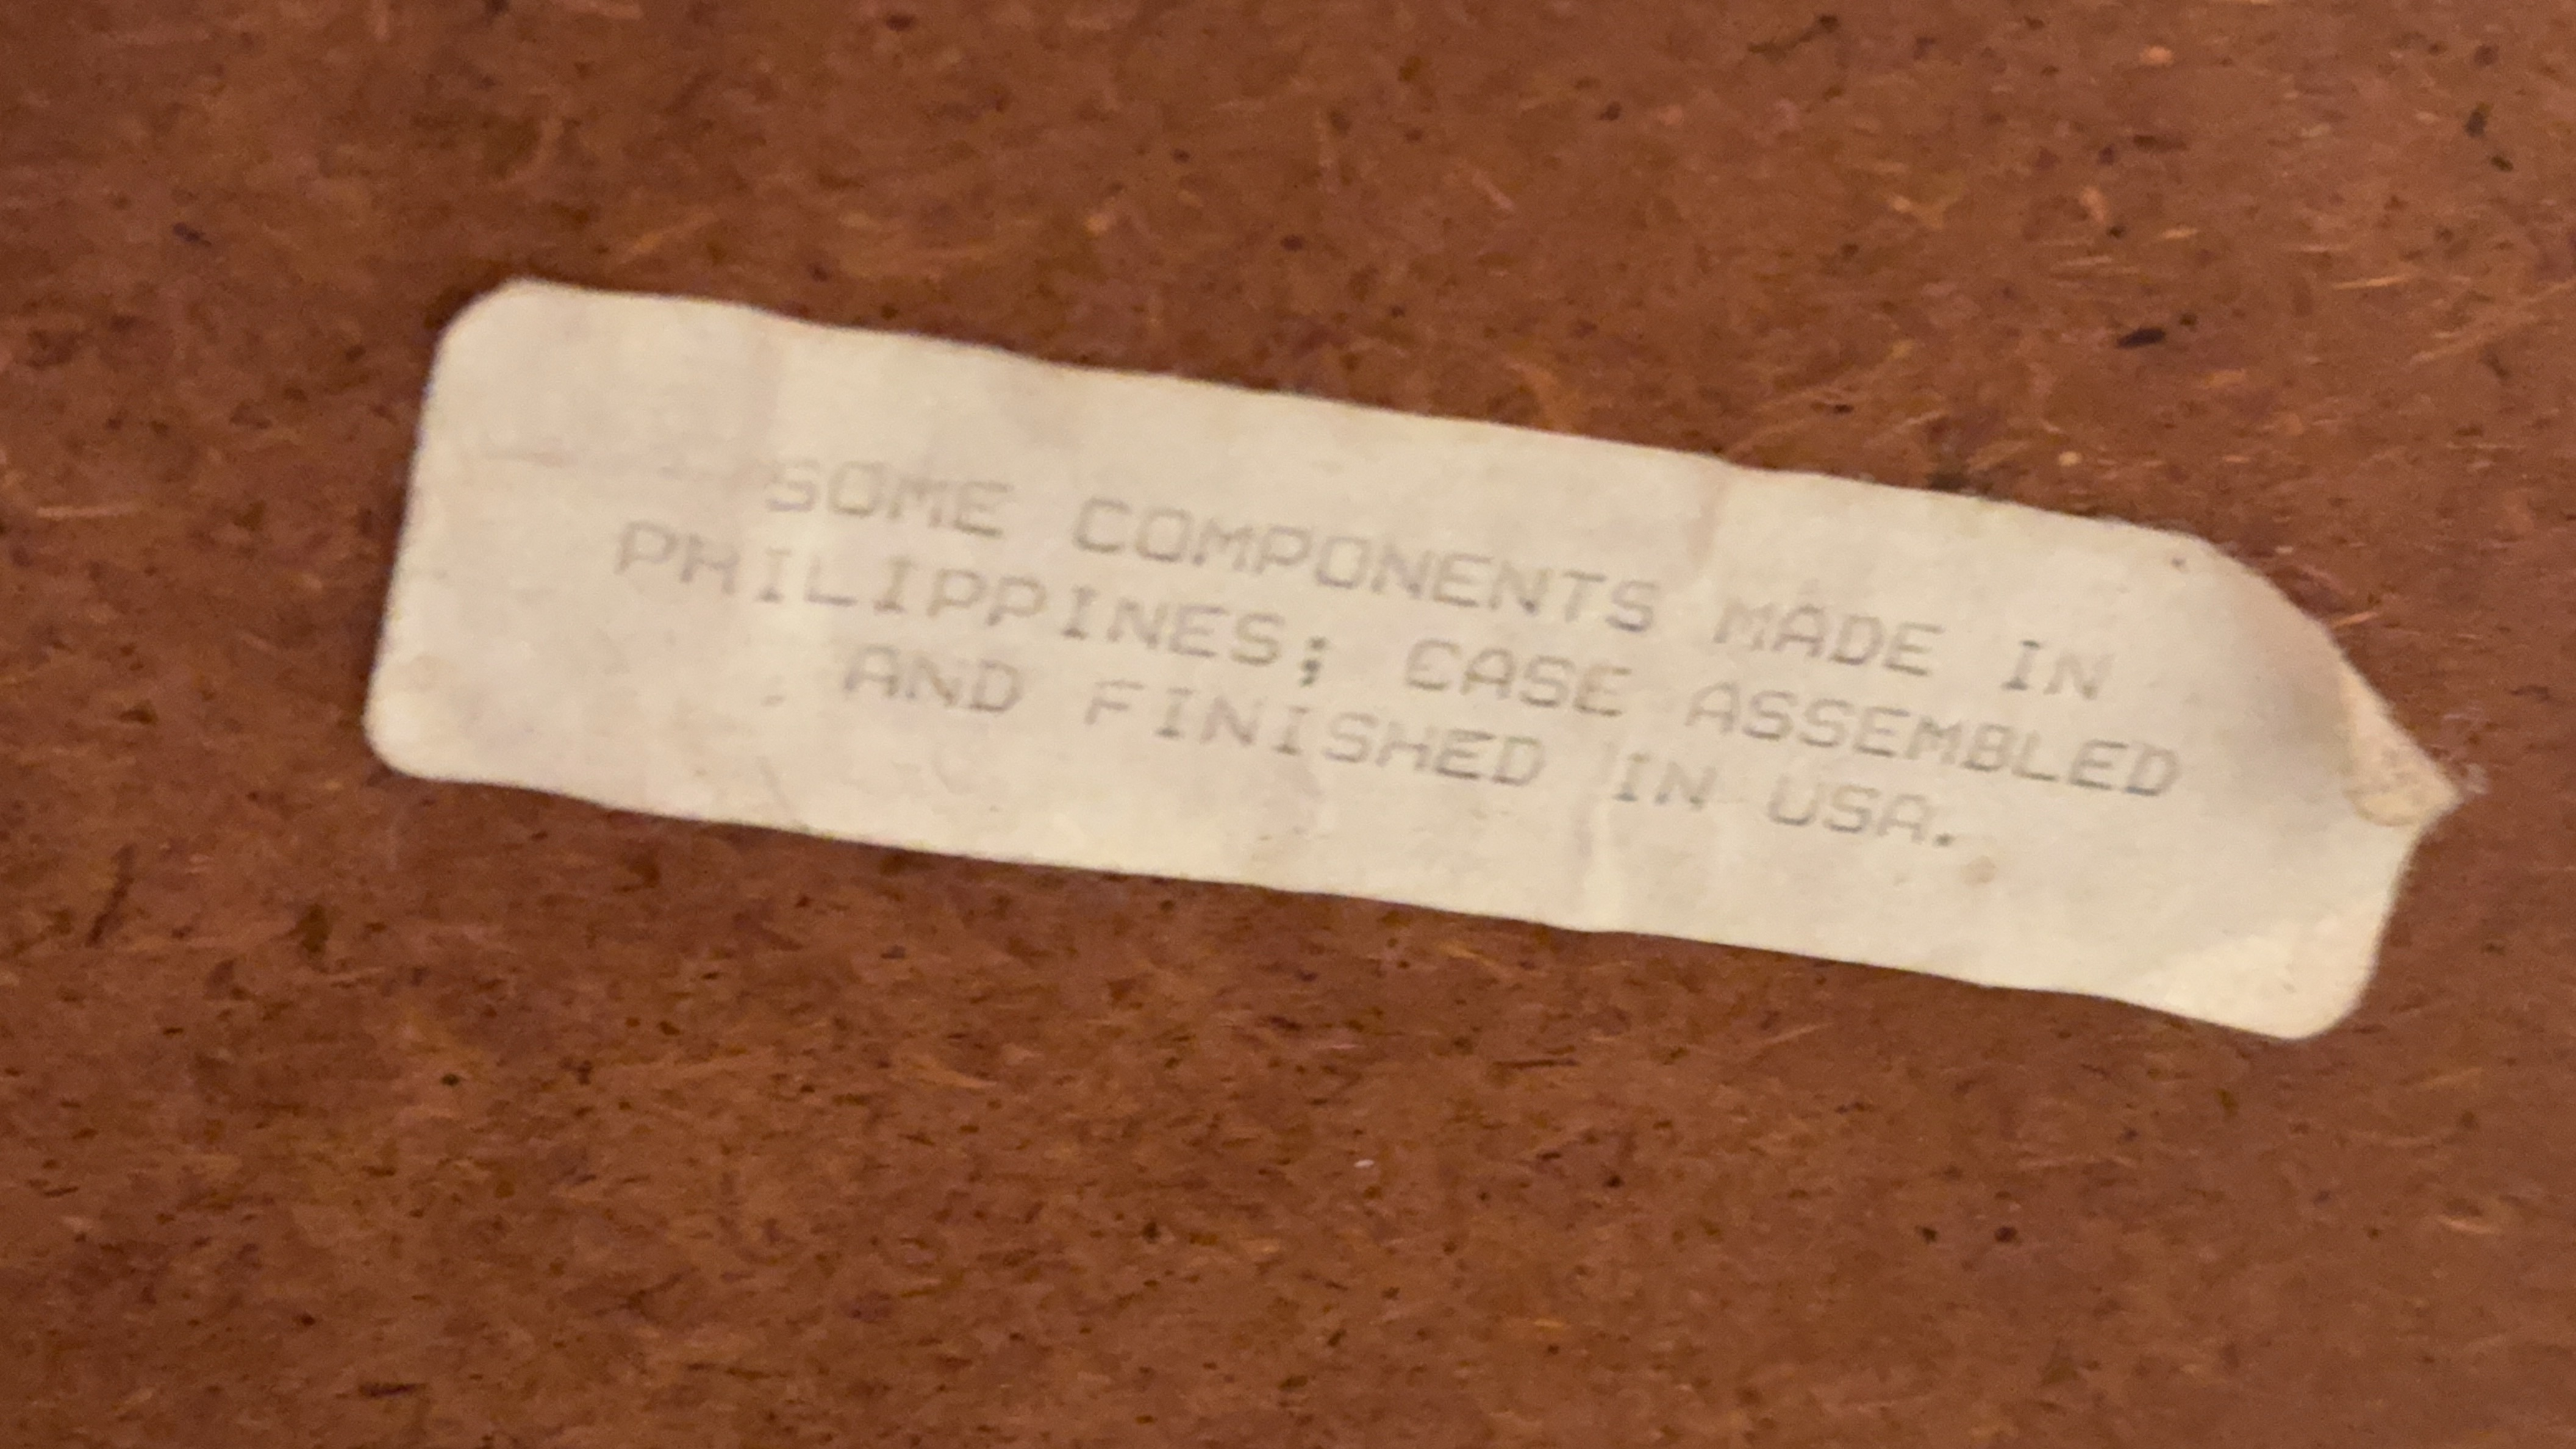 SOME COMPONENTS MADE IN
PHILIPPINES; CASE ASSEMBLED
AND FINISHED IN USA.